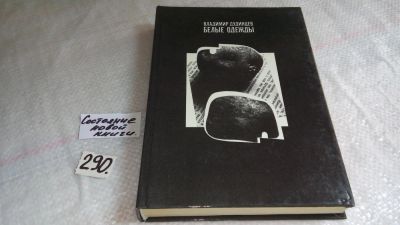 ВЛАДИМИР ДУДИНЦЕВ
БЕЛЫЕ ОДЕЖДЫ
Состояние
новой
книги.
290.